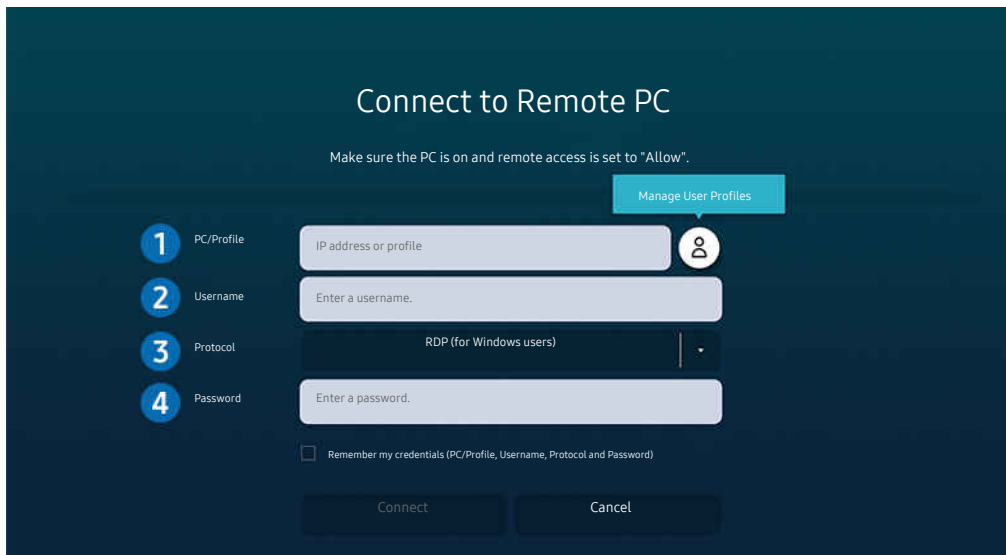 Connect to Remote PC
Make sure the PC is on and remote access is set to "Allow".
Manage User Profiles
1 PC/Profile IP address or profile
2 Username Enter a username.
3 Protocol RDP (for Windows users)
4 Password Enter a password.
Remember my credentials (PC/Profile, Username, Protocol and Password)
Connect Cancel